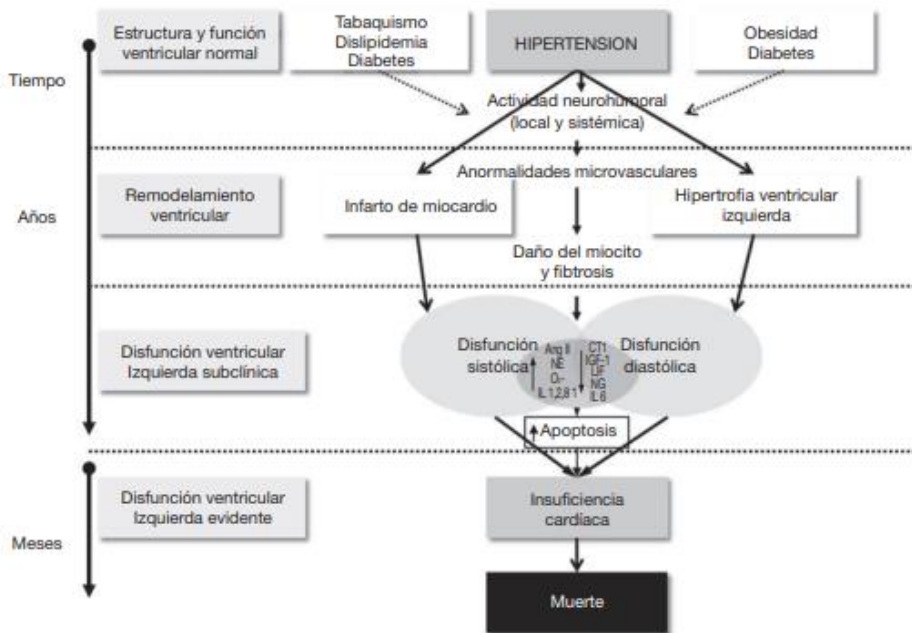 Estructura y función
ventricular normal
Tabaquismo
Dislipidemia
Diabetes
HIPERTENSION
Obesidad
Diabetes
Tiempo
Actividad neurohumoral
(local y sistémica)
Anormalidades microvasculares
Años
Remodelamiento
ventricular
Infarto de miocardio
Hipertrofia ventricular
izquierda
Daño del miocito
y fibtrosis
Disfunción ventricular
Izquierda subclínica
Disfunción
sistólica
Ang II
NE
O₂-
IL 1,2,8 1
CT1
IGF-1
LIF
NG
IL 6
Disfunción
diastólica
Apoptosis
Disfunción ventricular
Izquierda evidente
Insuficiencia
cardíaca
Meses
Muerte